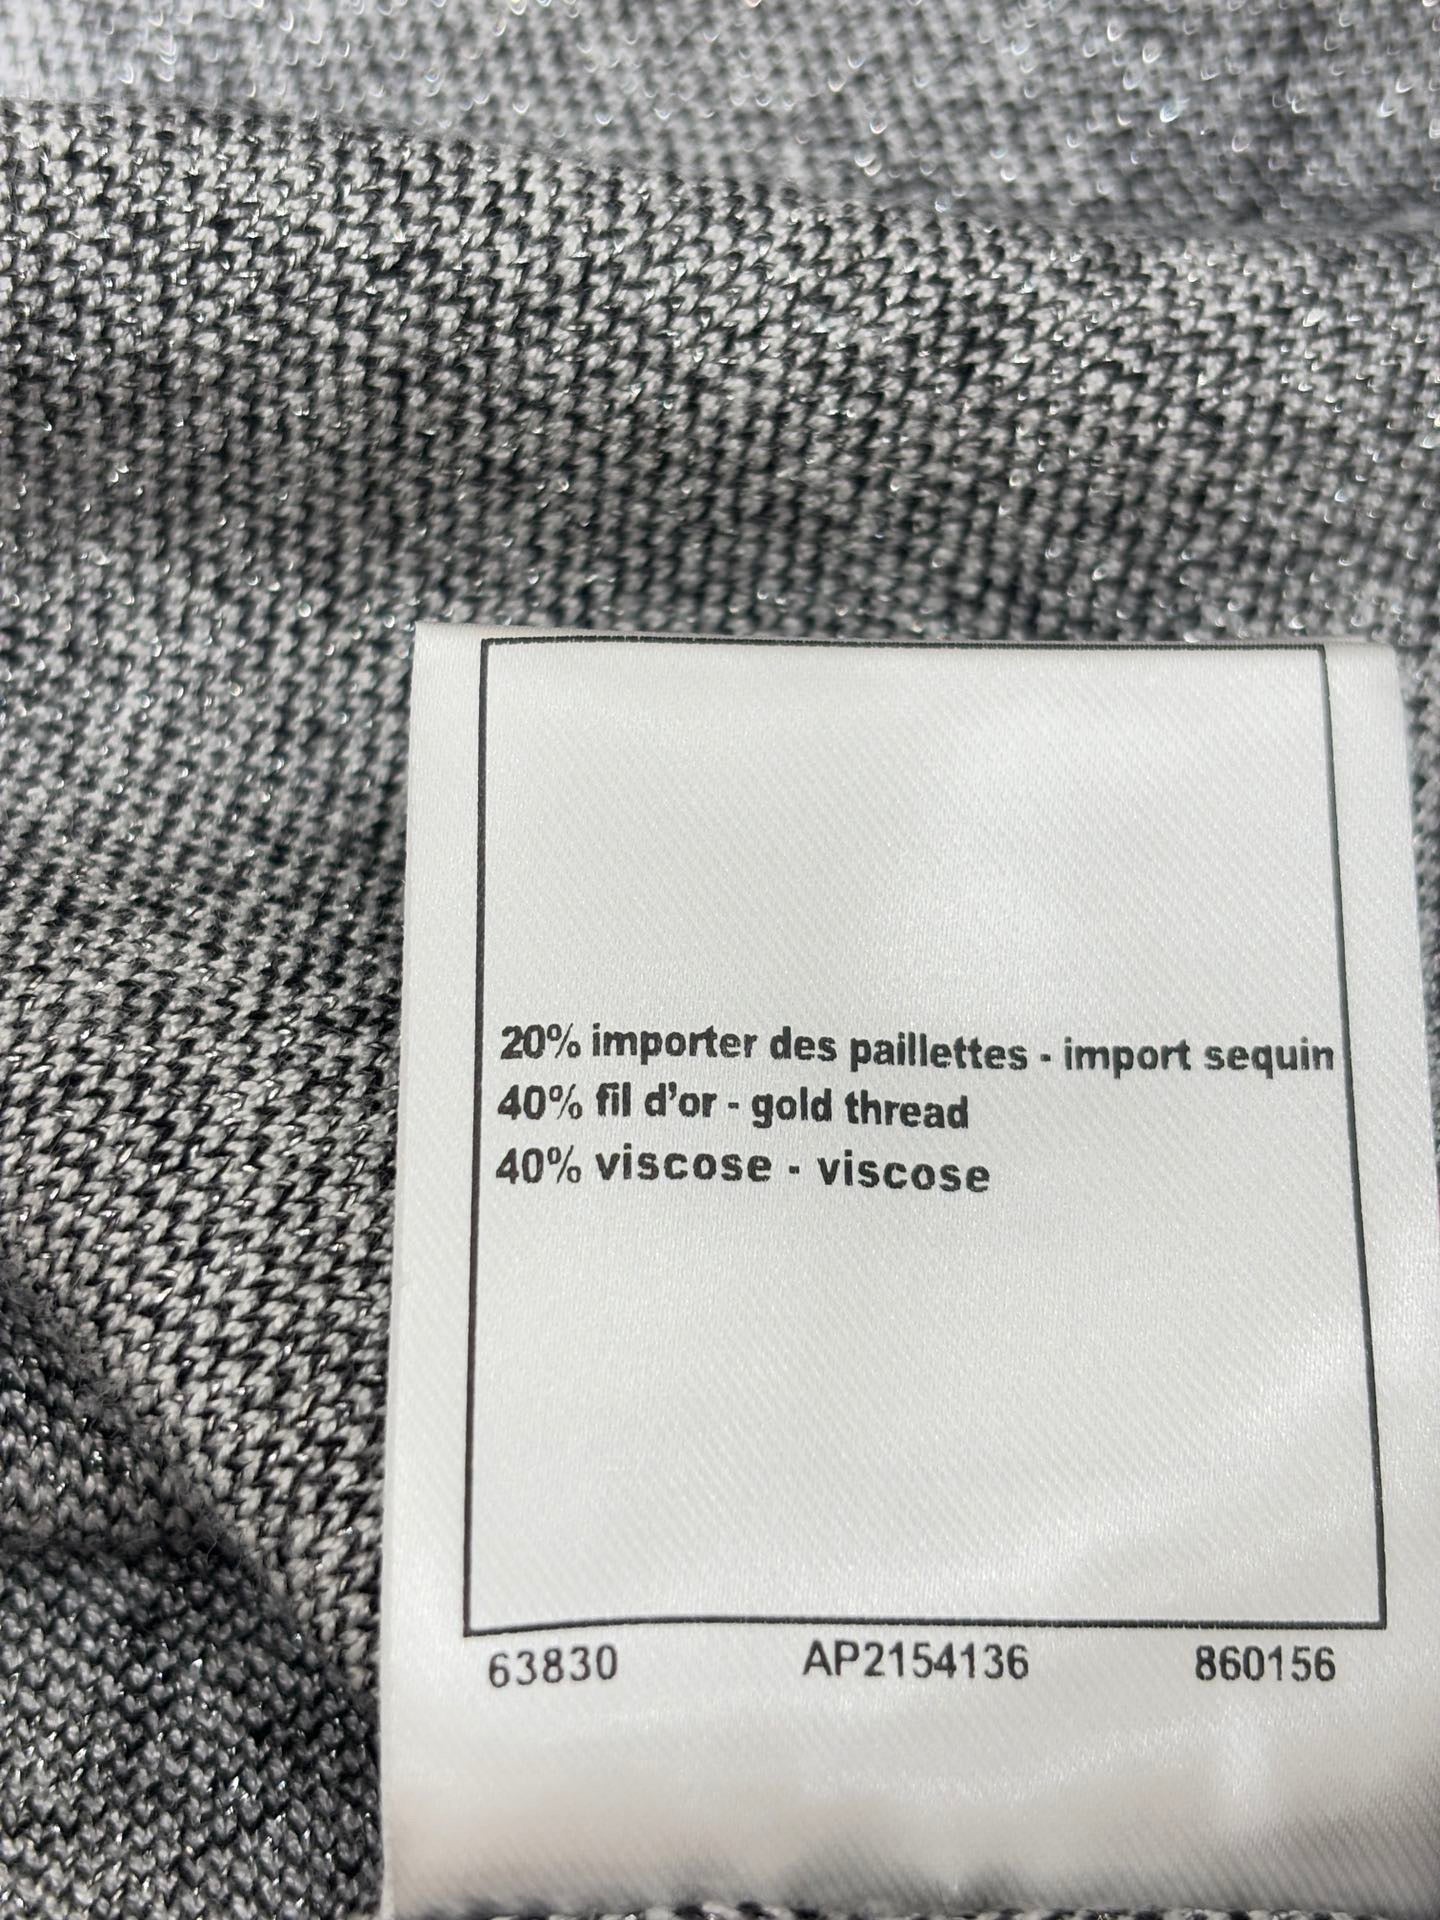 20% importer des paillettes - import sequin
40% fil d'or - gold thread
40% viscose - viscose
63830 AP2154136 860156